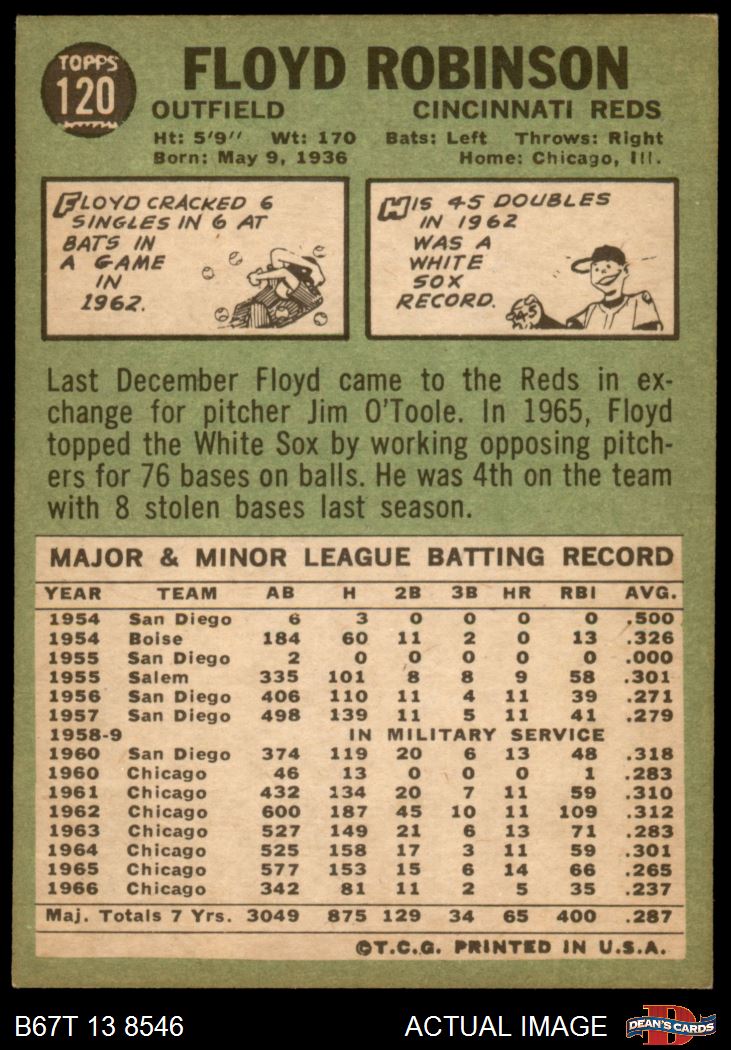 TOPPS
120
FLOYD ROBINSON
OUTFIELD CINCINNATI REDS
Ht: 5'9" Wt: 170 Bats: Left Throws: Right
Born: May 9, 1936 Home: Chicago, Ill.
FLOYD CRACKED 6
SINGLES IN 6 AT
BATS IN
A GAME
IN
1962.
HIS 45 DOUBLES
IN 1962
WAS A
WHITE
SOX
RECORD.
45
Last December Floyd came to the Reds in ex-
change for pitcher Jim O'Toole. In 1965, Floyd
topped the White Sox by working opposing pitch-
ers for 76 bases on balls. He was 4th on the team
with 8 stolen bases last season.
MAJOR & MINOR LEAGUE BATTING RECORD
YEAR TEAM AB H 2B 3B HR RBI AVG.
1954 San Diego 6 3 0 0 0 0 .500
1954 Boise 184 60 11 2 0 13 .326
1955 San Diego 2 0 0 0 0 0 .000
1955 Salem 335 101 8 8 9 58 .301
1956 San Diego 406 110 11 4 11 39 .271
1957 San Diego 498 139 11 5 11 41 .279
1958-9 IN MILITARY SERVICE
1960 San Diego 374 119 20 6 13 48 .318
1960 Chicago 46 13 0 0 0 1 .283
1961 Chicago 432 134 20 7 11 59 .310
1962 Chicago 600 187 45 10 11 109 .312
1963 Chicago 527 149 21 6 13 71 .283
1964 Chicago 525 158 17 3 11 59 .301
1965 Chicago 577 153 15 6 14 66 .265
1966 Chicago 342 81 11 2 5 35 .237
Maj. Totals 7 Yrs. 3049 875 129 34 65 400 .287
©T.C.G. PRINTED IN U.S.A.
B67T 13 8546 ACTUAL IMAGE
D
DEAN'S CARDS